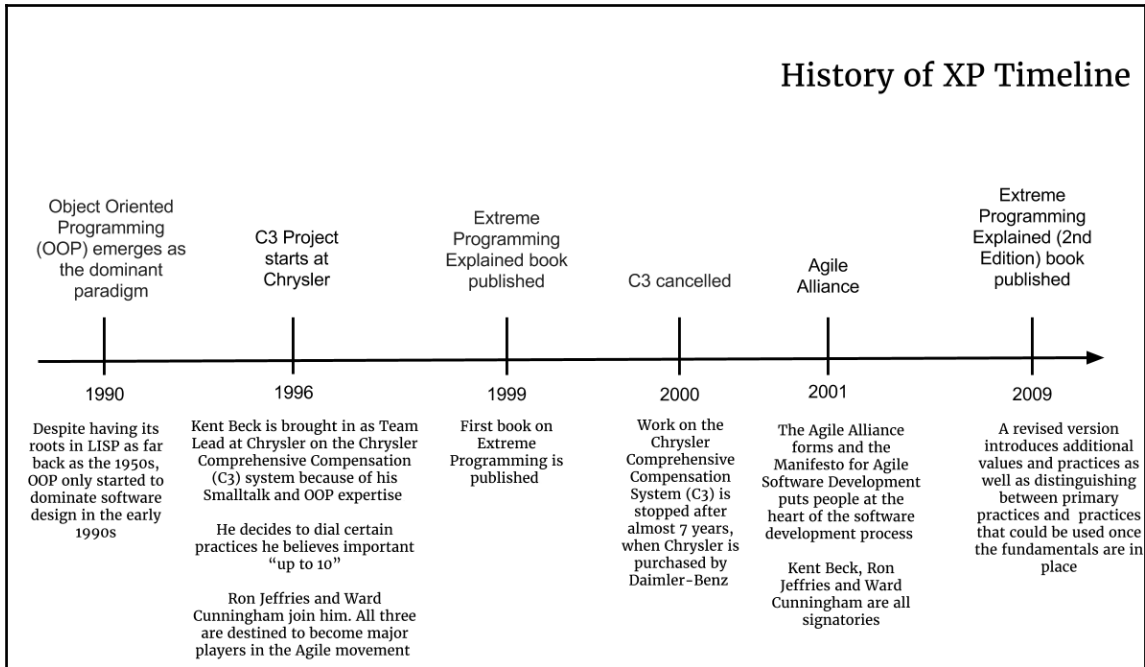 History of XP Timeline
Object Oriented
Programming
(OOP) emerges as
the dominant
paradigm
C3 Project
starts at
Chrysler
Extreme
Programming
Explained book
published
C3 cancelled
Agile
Alliance
Extreme
Programming
Explained (2nd
Edition) book
published
1990
1996
1999
2000
2001
2009
Despite having its
roots in LISP as far
back as the 1950s,
OOP only started to
dominate software
design in the early
1990s
Kent Beck is brought in as Team
Lead at Chrysler on the Chrysler
Comprehensive Compensation
(C3) system because of his
Smalltalk and OOP expertise
He decides to dial certain
practices he believes important
“up to 10”
Ron Jeffries and Ward
Cunningham join him. All three
are destined to become major
players in the Agile movement
First book on
Extreme
Programming is
published
Work on the
Chrysler
Comprehensive
Compensation
System (C3) is
stopped after
almost 7 years,
when Chrysler is
purchased by
Daimler-Benz
The Agile Alliance
forms and the
Manifesto for Agile
Software Development
puts people at the
heart of the software
development process
Kent Beck, Ron
Jeffries and Ward
Cunningham are all
signatories
A revised version
introduces additional
values and practices as
well as distinguishing
between primary
practices and practices
that could be used once
the fundamentals are in
place